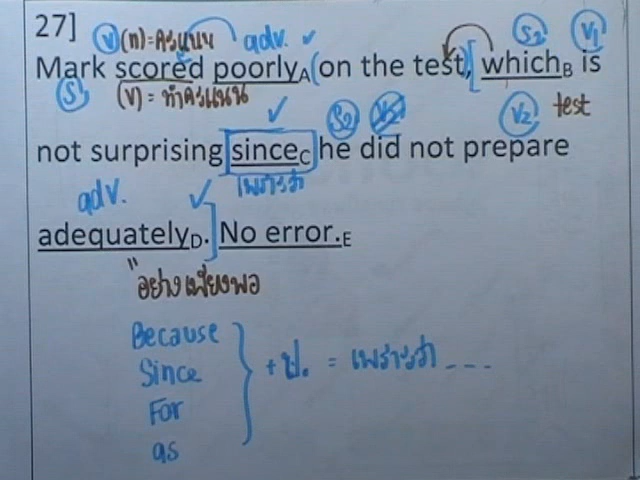 27]
V (n)=คะแนน adv. ✓ S2 V1
Mark scored poorlyA (on the test, [whichB is
S (V) = ทำคะแนน ✓ S2 V2 V2 test
not surprising sinceC he did not prepare
adv. ✓ เพราะว่า
adequatelyD.] No error.E
"อย่างเพียงพอ
Because
Since
For
as
+ ป. = เพราะว่า ---